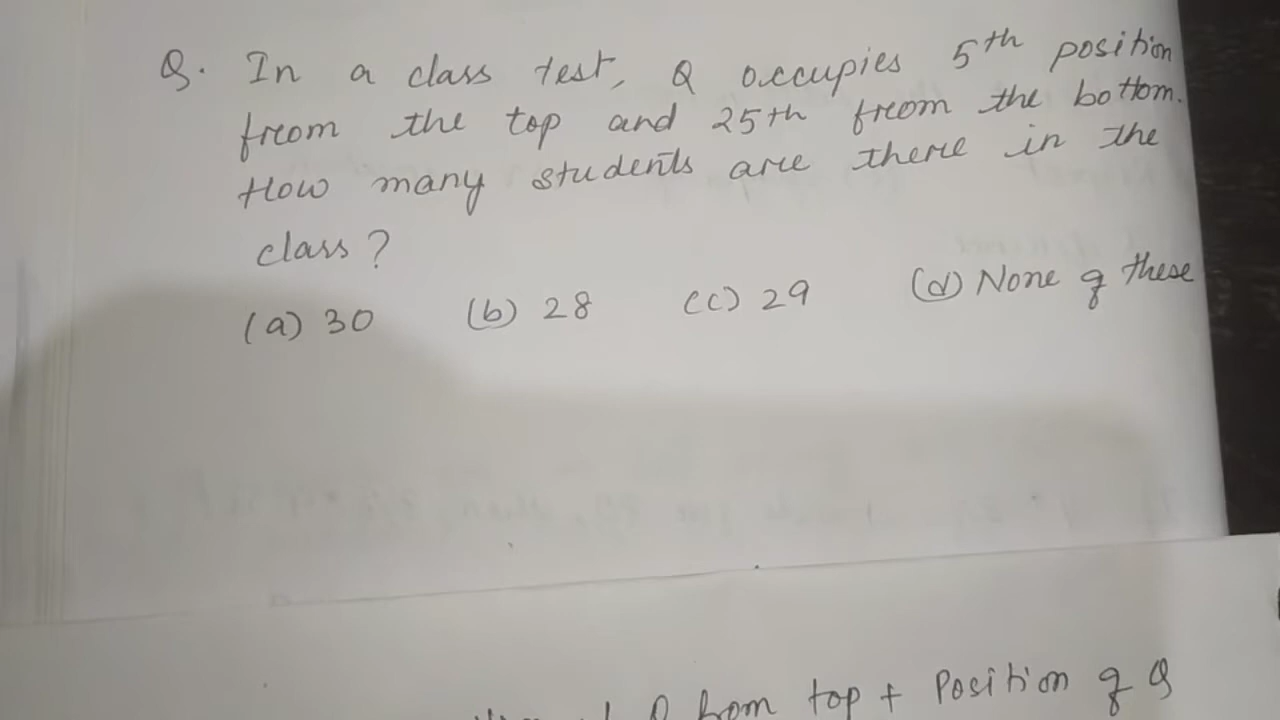 Q. In a class test, Q occupies 5th position
from the top and 25th from the bottom.
How many students are there in the
class?
(a) 30 (b) 28 (c) 29 (d) None of these
from top + Position of Q